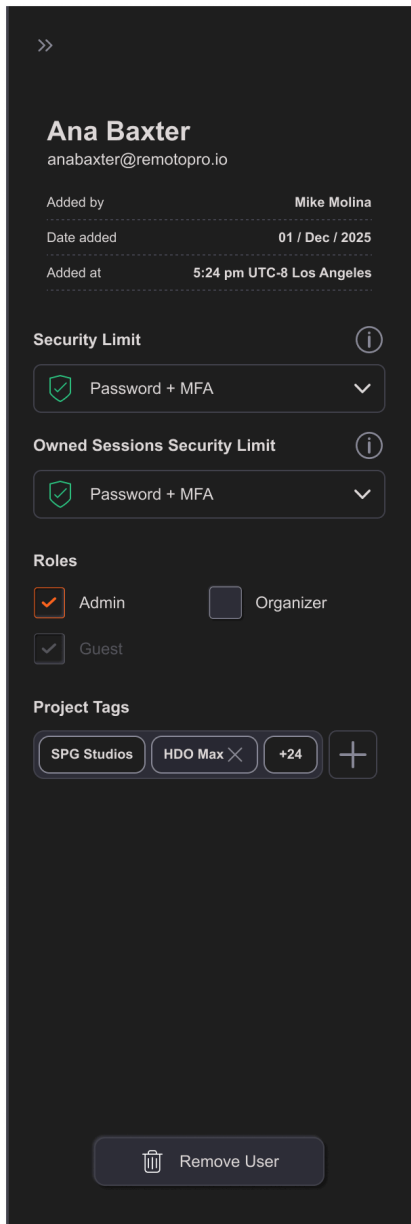 Ana Baxter
anabaxter@remotopro.io
Added by Mike Molina
Date added 01 / Dec / 2025
Added at 5:24 pm UTC-8 Los Angeles
Security Limit
Password + MFA
Owned Sessions Security Limit
Password + MFA
Roles
Admin Organizer
Guest
Project Tags
SPG Studios HDO Max +24
Remove User